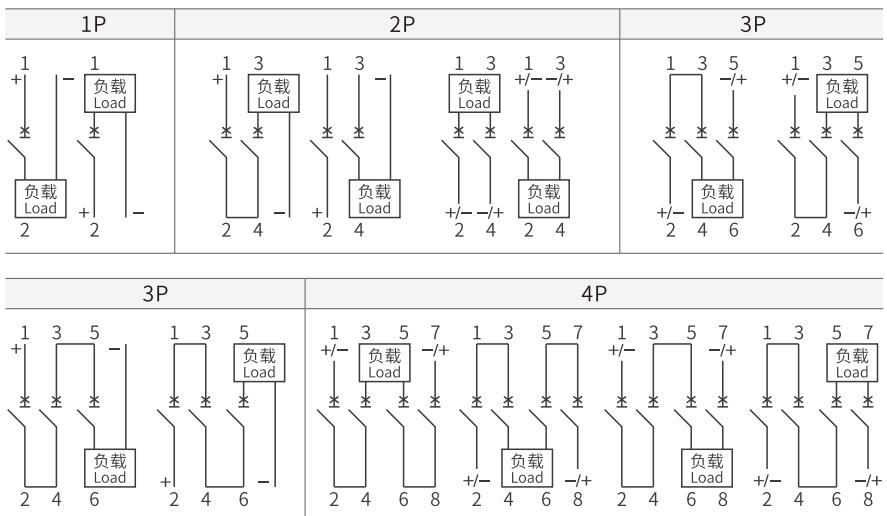 1P 2P 3P
1 1 1 3 1 3 1 3 1 3 1 3 5 1 3 5
+ − 负载 + 负载 − 负载 +/− −/+ −/+ +/− 负载
Load Load Load Load
负载 + − − + 负载 +/− −/+ 负载 +/− 负载 −/+
Load Load Load Load
2 2 2 4 2 4 2 4 2 4 2 4 6 2 4 6
3P 4P
1 3 5 1 3 5 1 3 5 7 1 3 5 7 1 3 5 7 1 3 5 7
+ − 负载 +/− 负载 −/+ +/− −/+ 负载
Load Load Load
负载 + − 负载 负载
Load +/− Load −/+ Load +/− −/+
2 4 6 2 4 6 2 4 6 8 2 4 6 8 2 4 6 8 2 4 6 8